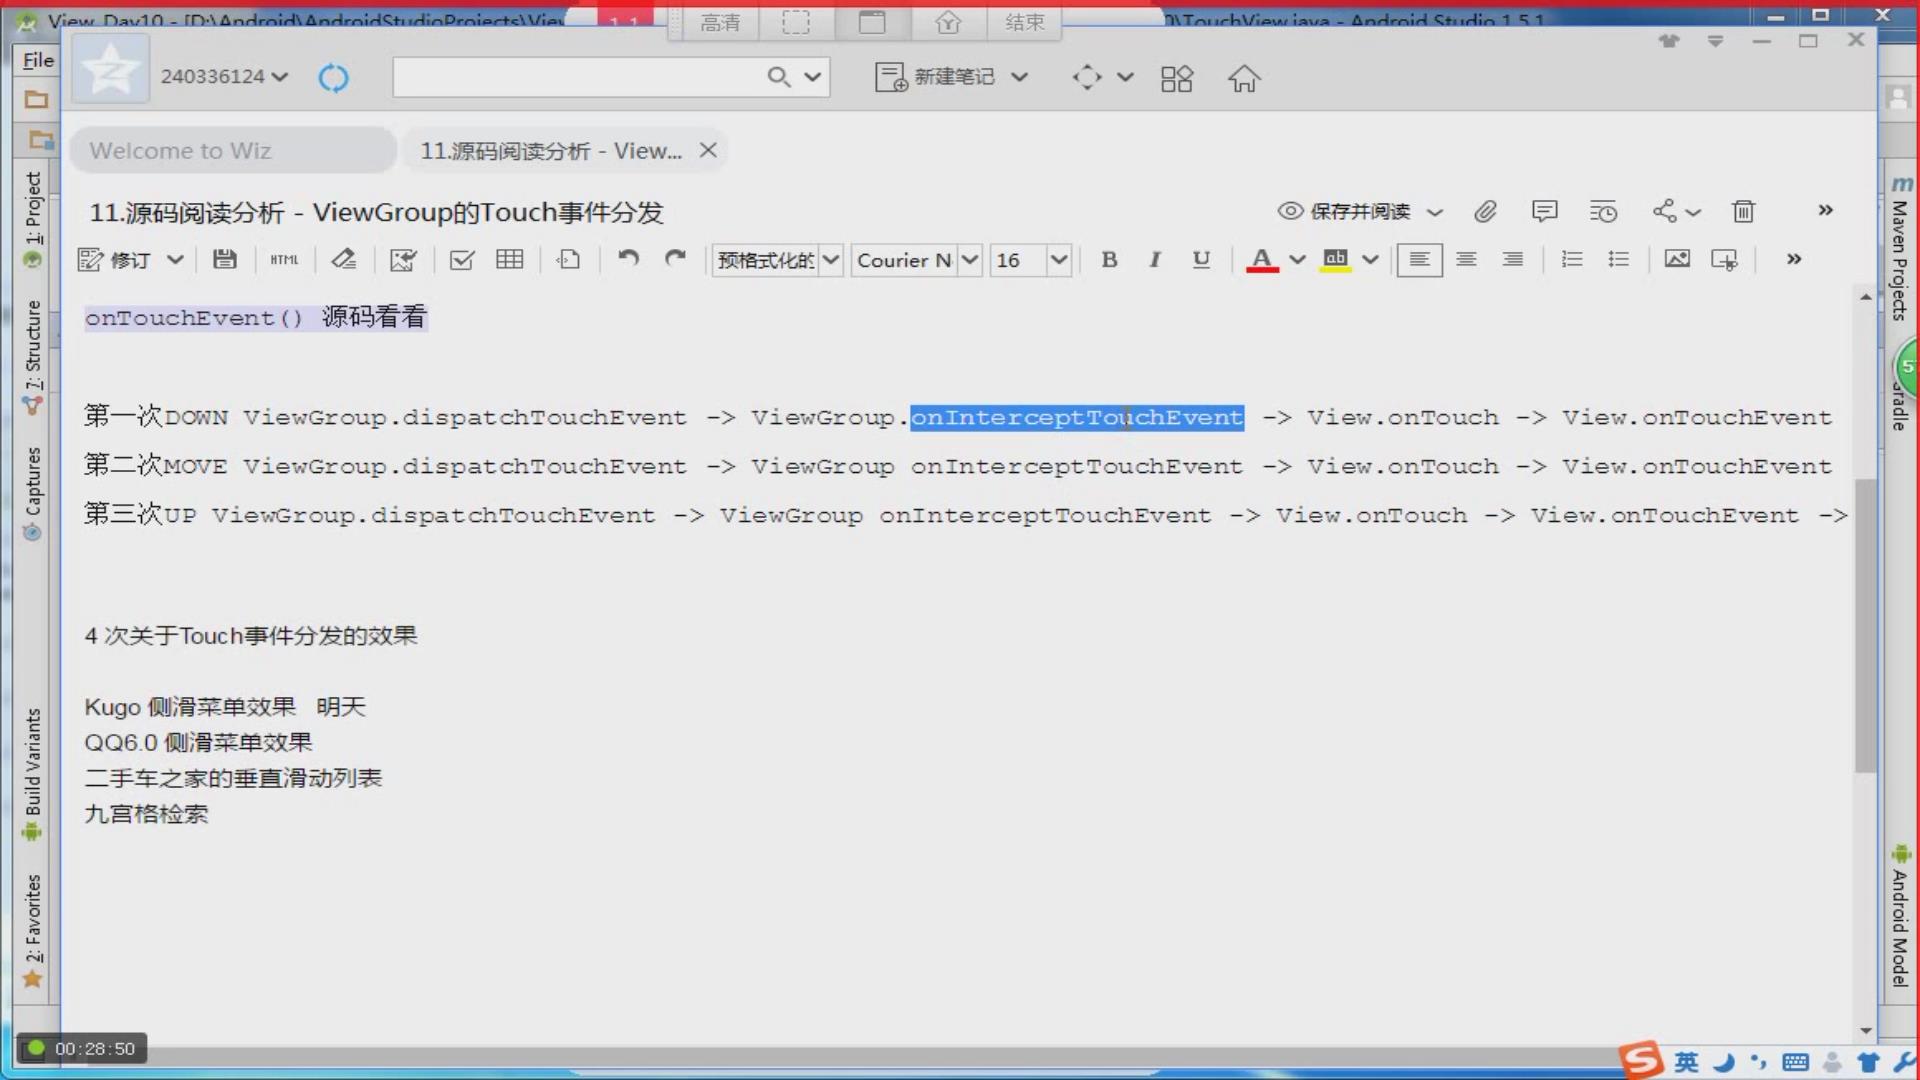 View_Day10 - [D:\Android\AndroidStudioProjects\View
1.1
高清
结束
\TouchView.java - Android Studio 1.5.1
File
240336124
新建笔记
Welcome to Wiz
11.源码阅读分析 - View...
11.源码阅读分析 - ViewGroup的Touch事件分发
保存并阅读
修订
HTML
预格式化的
Courier N
16
B I U A ab
onTouchEvent() 源码看看
第一次DOWN ViewGroup.dispatchTouchEvent -> ViewGroup.onInterceptTouchEvent -> View.onTouch -> View.onTouchEvent
第二次MOVE ViewGroup.dispatchTouchEvent -> ViewGroup onInterceptTouchEvent -> View.onTouch -> View.onTouchEvent
第三次UP ViewGroup.dispatchTouchEvent -> ViewGroup onInterceptTouchEvent -> View.onTouch -> View.onTouchEvent ->
4 次关于Touch事件分发的效果
Kugo 侧滑菜单效果 明天
QQ6.0 侧滑菜单效果
二手车之家的垂直滑动列表
九宫格检索
1: Project
7: Structure
Captures
Build Variants
2: Favorites
m
Maven Projects
5
Android Model
00:28:50
S
英